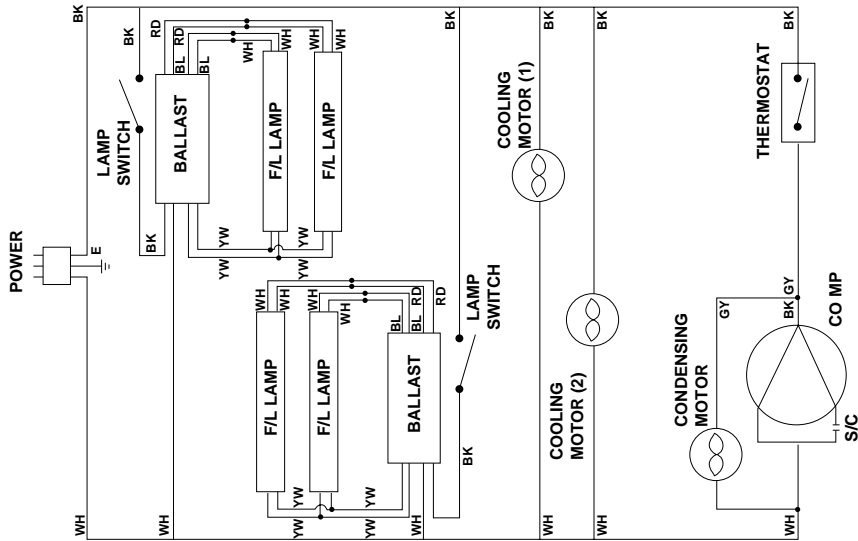 POWER
E
BK
WH
BK
LAMP
SWITCH
BK
BALLAST
RD
RD
BL
BL
WH
WH
WH
WH
F/L LAMP
F/L LAMP
YW
YW
YW
YW
WH
WH
WH
WH
WH
F/L LAMP
F/L LAMP
BL
BL
RD
RD
BALLAST
YW
YW
YW
YW
WH
BK
LAMP
SWITCH
BK
COOLING
MOTOR (1)
BK
WH
COOLING
MOTOR (2)
BK
WH
THERMOSTAT
BK
GY
GY
BK
CO MP
CONDENSING
MOTOR
S/C
WH